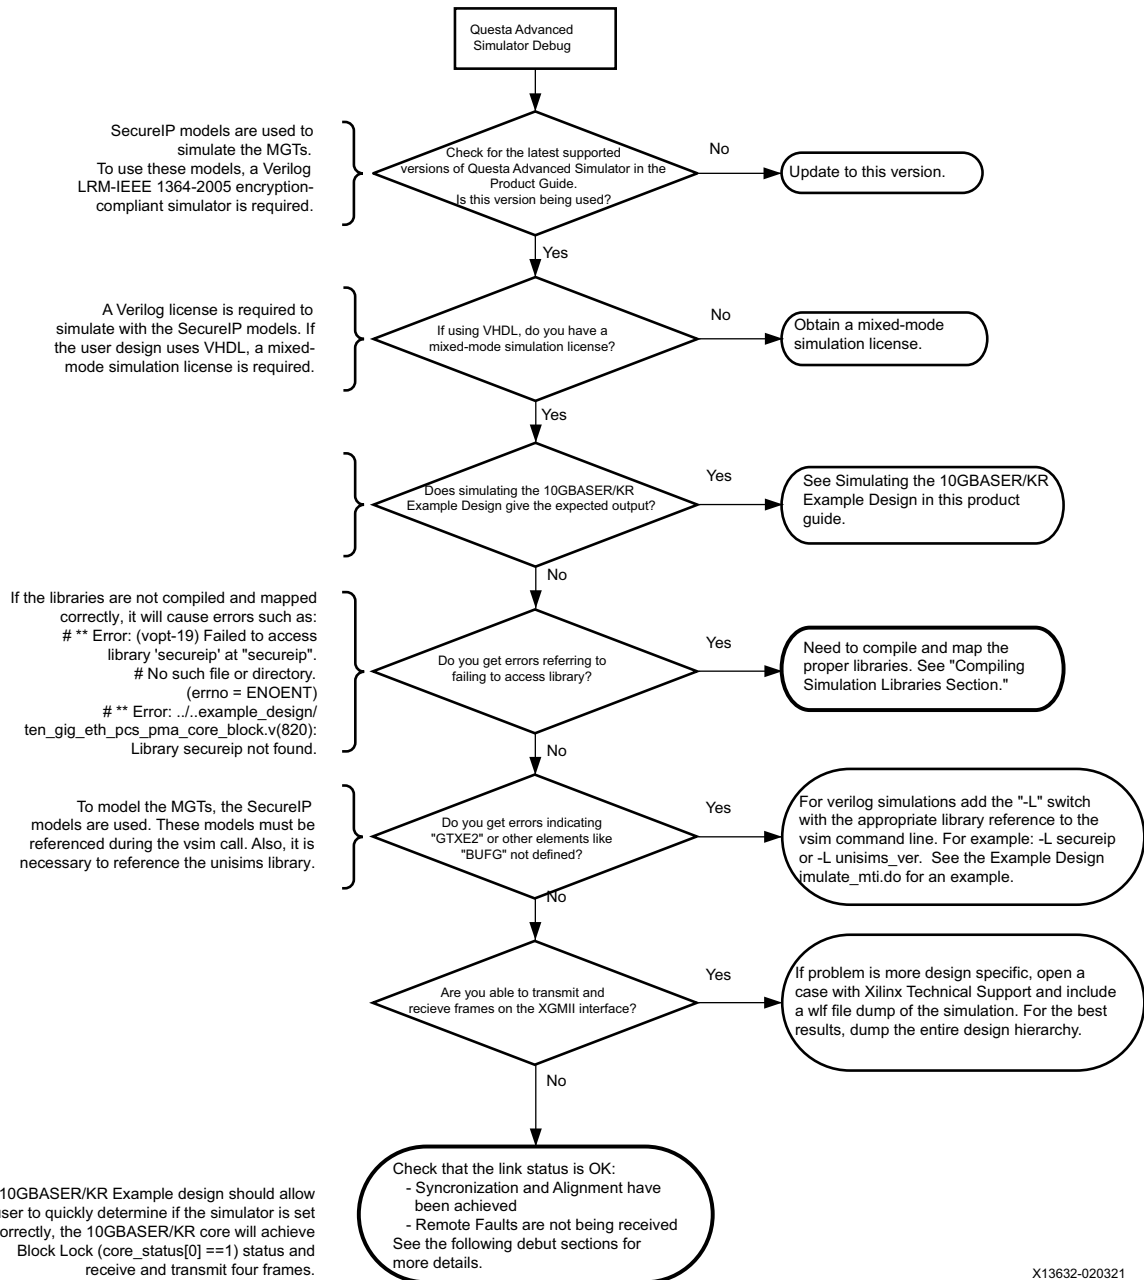 Questa Advanced
Simulator Debug
SecureIP models are used to
simulate the MGTs.
To use these models, a Verilog
LRM-IEEE 1364-2005 encryption-
compliant simulator is required.
Check for the latest supported
versions of Questa Advanced Simulator in the
Product Guide.
Is this version being used?
No
Update to this version.
Yes
A Verilog license is required to
simulate with the SecureIP models. If
the user design uses VHDL, a mixed-
mode simulation license is required.
If using VHDL, do you have a
mixed-mode simulation license?
No
Obtain a mixed-mode
simulation license.
Yes
Does simulating the 10GBASER/KR
Example Design give the expected output?
Yes
See Simulating the 10GBASER/KR
Example Design in this product
guide.
No
If the libraries are not compiled and mapped
correctly, it will cause errors such as:
# ** Error: (vopt-19) Failed to access
library 'secureip' at "secureip".
# No such file or directory.
(errno = ENOENT)
# ** Error: ../..example_design/
ten_gig_eth_pcs_pma_core_block.v(820):
Library secureip not found.
Do you get errors referring to
failing to access library?
Yes
Need to compile and map the
proper libraries. See "Compiling
Simulation Libraries Section."
No
To model the MGTs, the SecureIP
models are used. These models must be
referenced during the vsim call. Also, it is
necessary to reference the unisims library.
Do you get errors indicating
"GTXE2" or other elements like
"BUFG" not defined?
Yes
For verilog simulations add the "-L" switch
with the appropriate library reference to the
vsim command line. For example: -L secureip
or -L unisims_ver. See the Example Design
imulate_mti.do for an example.
No
Are you able to transmit and
recieve frames on the XGMII interface?
Yes
If problem is more design specific, open a
case with Xilinx Technical Support and include
a wlf file dump of the simulation. For the best
results, dump the entire design hierarchy.
No
10GBASER/KR Example design should allow
user to quickly determine if the simulator is set
orrectly, the 10GBASER/KR core will achieve
Block Lock (core_status[0] ==1) status and
receive and transmit four frames.
Check that the link status is OK:
- Syncronization and Alignment have
been achieved
- Remote Faults are not being received
See the following debut sections for
more details.
X13632-020321